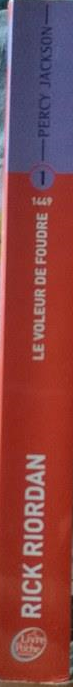 PERCY JACKSON
1
1449
LE VOLEUR DE FOUDRE
RICK RIORDAN
Le Livre de Poche